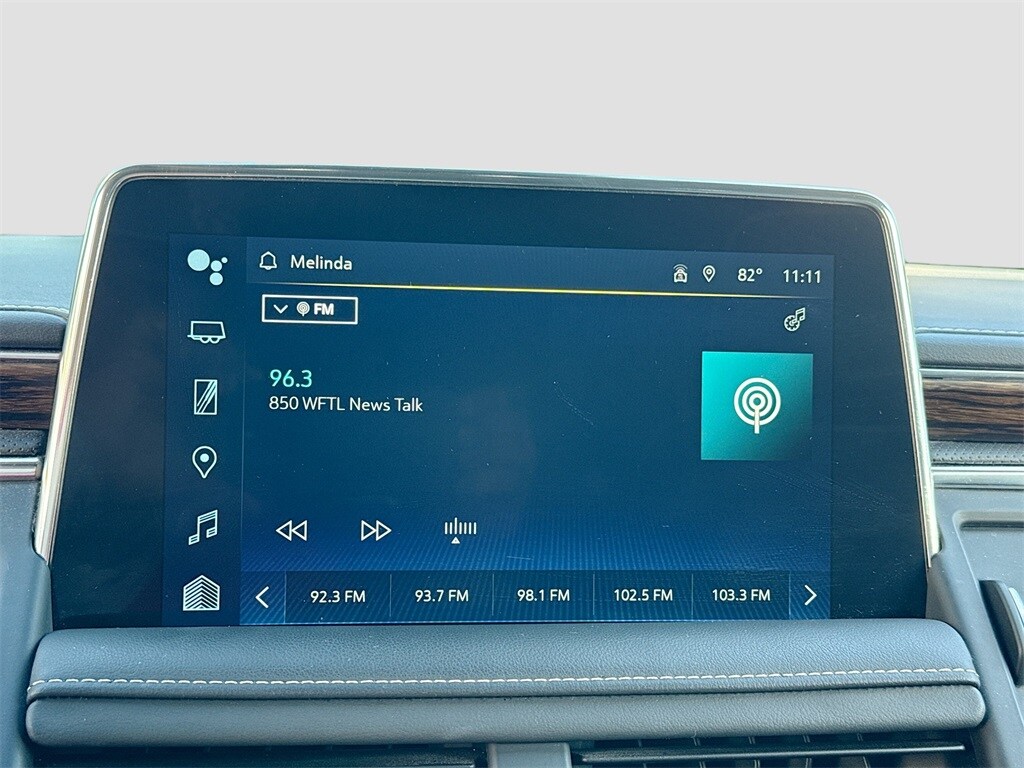 Melinda
82° 11:11
FM
96.3
850 WFTL News Talk
92.3 FM 93.7 FM 98.1 FM 102.5 FM 103.3 FM